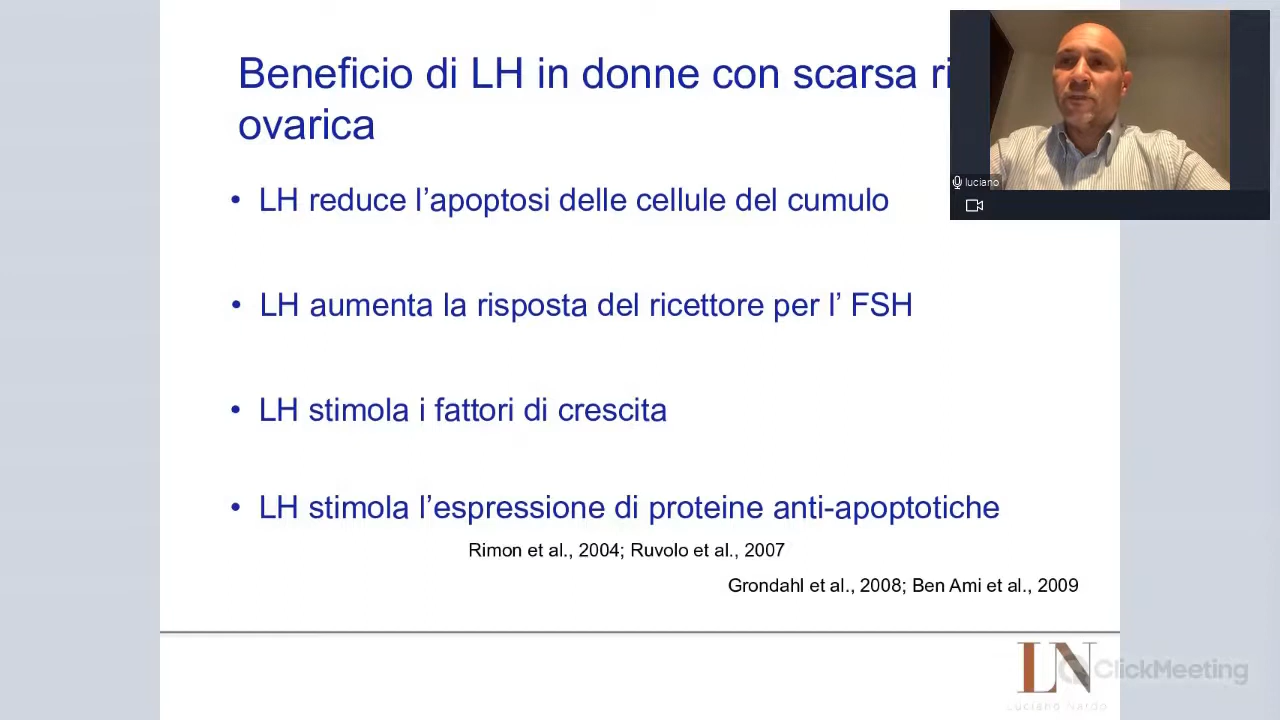 Beneficio di LH in donne con scarsa ri
ovarica
• LH reduce l’apoptosi delle cellule del cumulo
• LH aumenta la risposta del ricettore per l’ FSH
• LH stimola i fattori di crescita
• LH stimola l’espressione di proteine anti-apoptotiche
Rimon et al., 2004; Ruvolo et al., 2007
Grondahl et al., 2008; Ben Ami et al., 2009
luciano
LN
Luciano Nardo
ClickMeeting